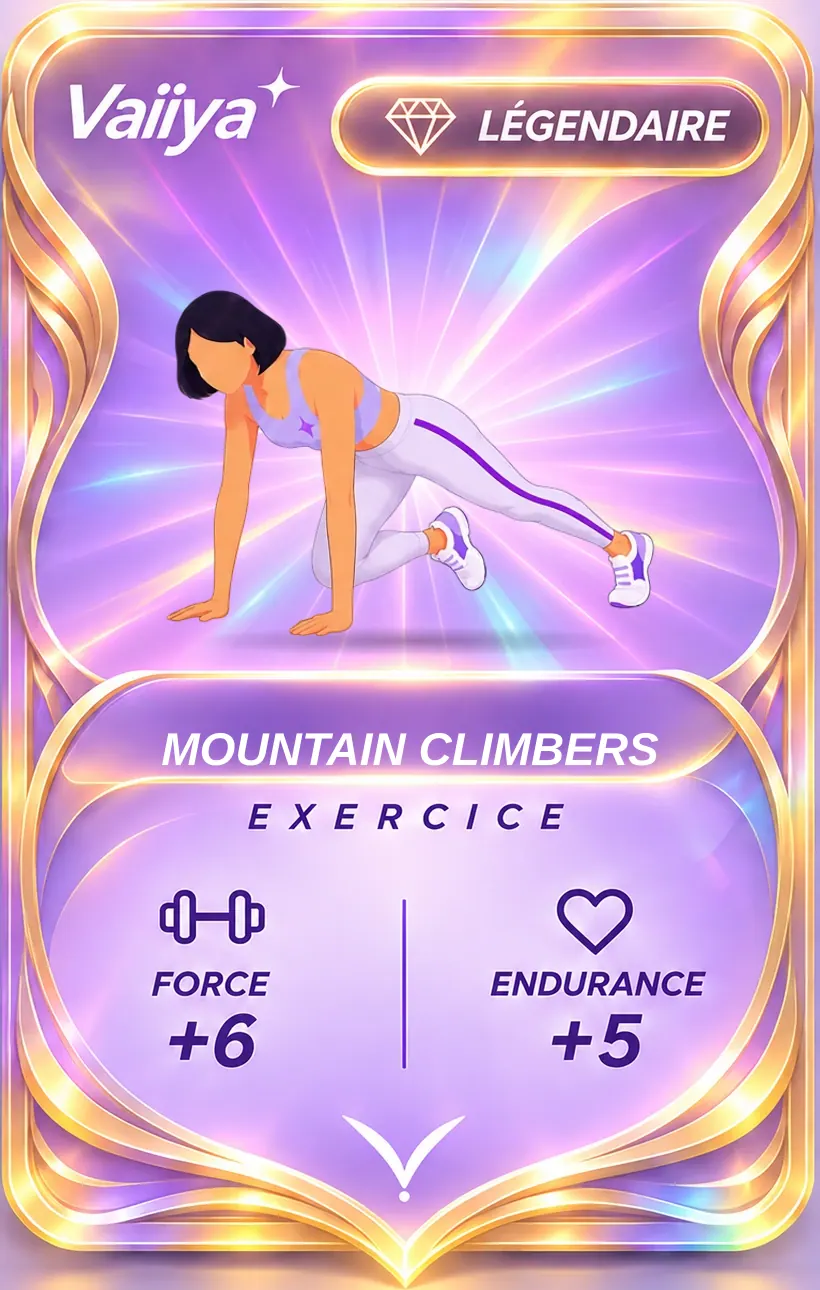 Vaiiya
LÉGENDAIRE
MOUNTAIN CLIMBERS
EXERCICE
FORCE
ENDURANCE
+6
+5